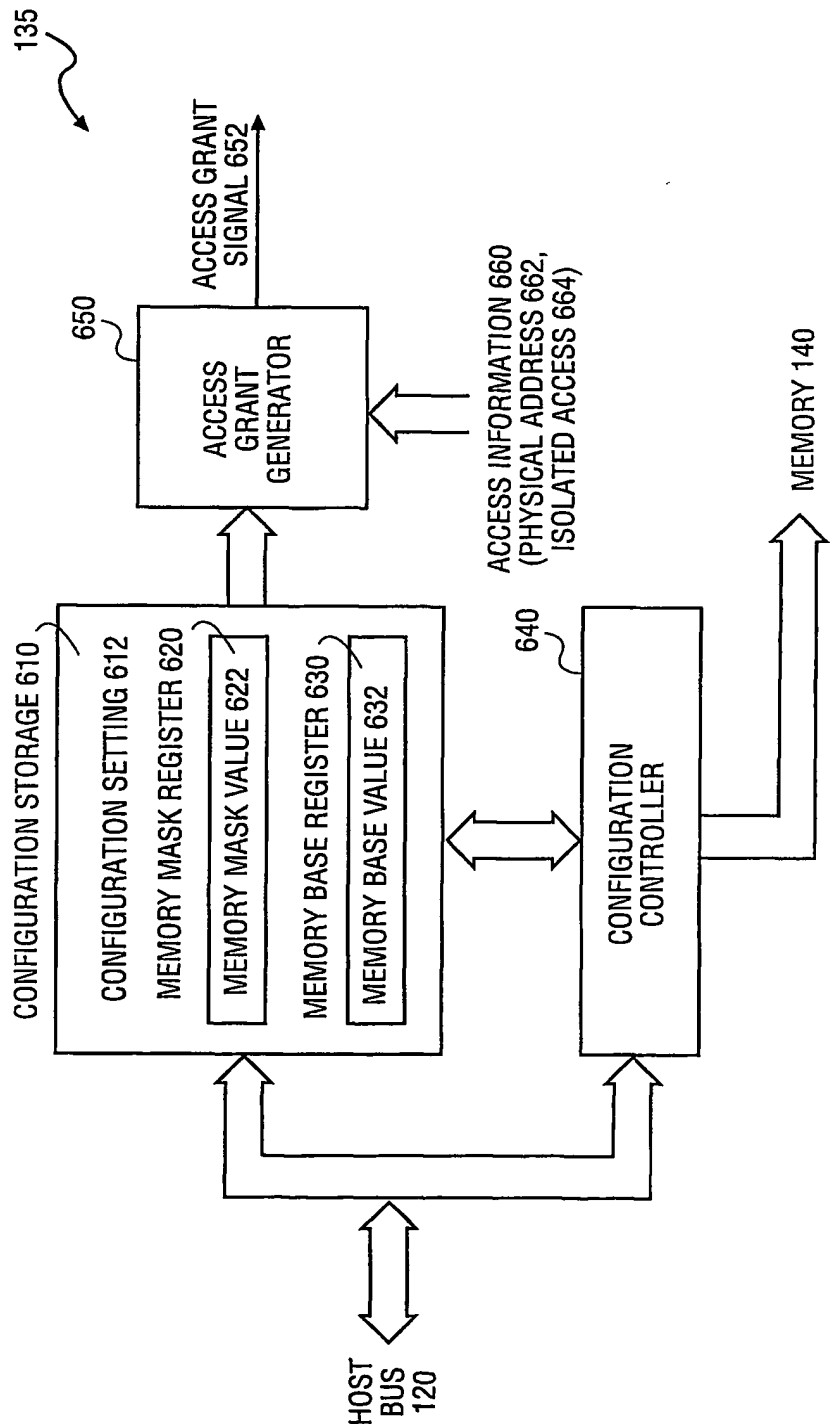 135
CONFIGURATION STORAGE 610
CONFIGURATION SETTING 612
MEMORY MASK REGISTER 620
MEMORY MASK VALUE 622
MEMORY BASE REGISTER 630
MEMORY BASE VALUE 632
650
ACCESS
GRANT
GENERATOR
ACCESS GRANT
SIGNAL 652
ACCESS INFORMATION 660
(PHYSICAL ADDRESS 662,
ISOLATED ACCESS 664)
HOST
BUS
120
640
CONFIGURATION
CONTROLLER
MEMORY 140